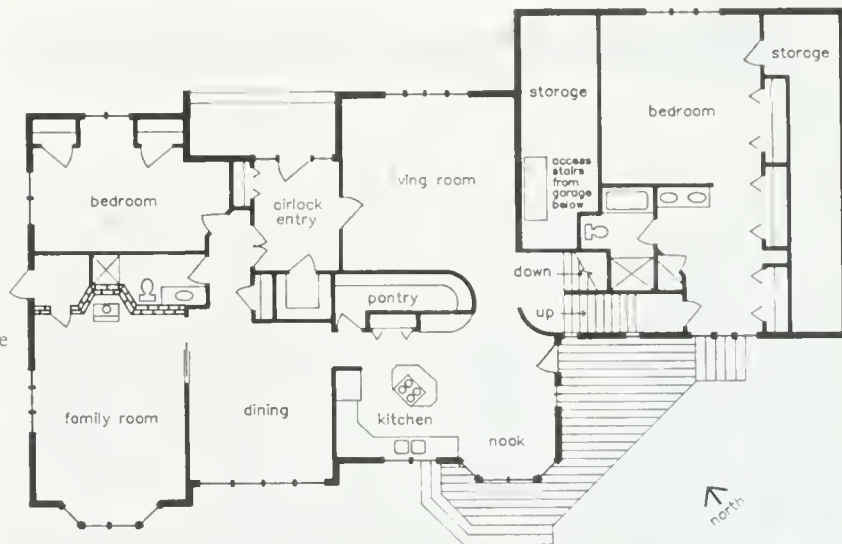 storage
storage
bedroom
access
stairs
from
garage
below
bedroom
airlock
entry
ving room
down
pantry
up
e
family room
dining
kitchen
nook
north